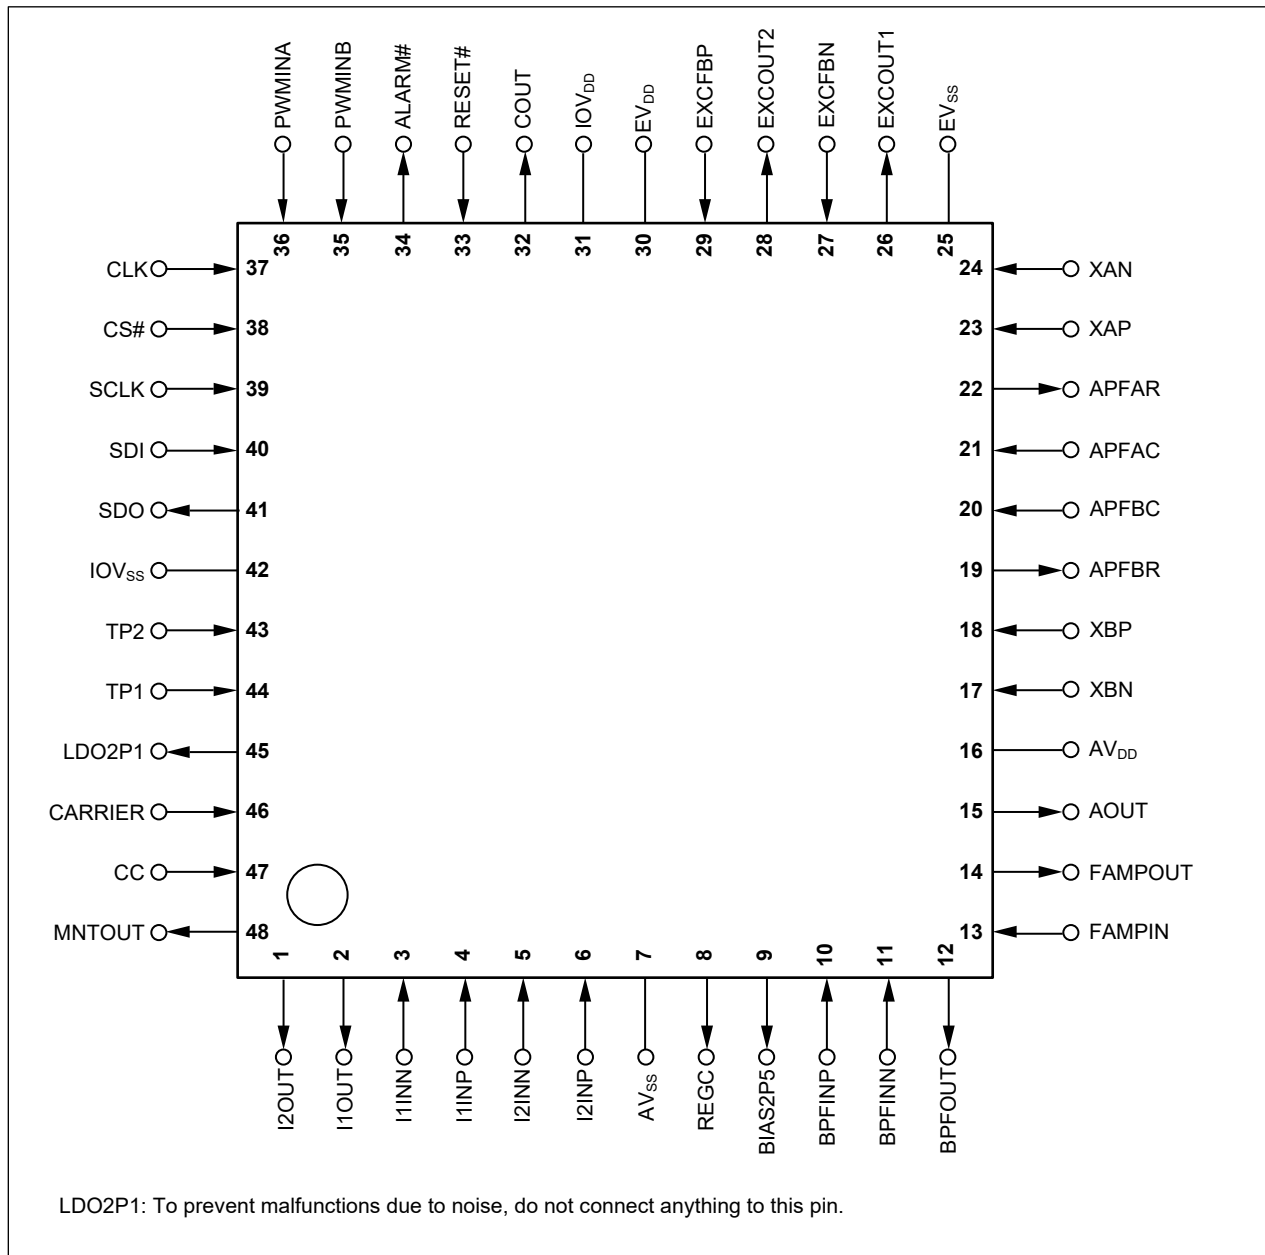 PWMINA
PWMINB
ALARM#
RESET#
COUT
IOVDD
EVDD
EXCFBP
EXCOUT2
EXCFBN
EXCOUT1
EVSS
36
35
34
33
32
31
30
29
28
27
26
25
CLK 37
CS# 38
SCLK 39
SDI 40
SDO 41
IOVSS 42
TP2 43
TP1 44
LDO2P1 45
CARRIER 46
CC 47
MNTOUT 48
24 XAN
23 XAP
22 APFAR
21 APFAC
20 APFBC
19 APFBR
18 XBP
17 XBN
16 AVDD
15 AOUT
14 FAMPOUT
13 FAMPIN
1
2
3
4
5
6
7
8
9
10
11
12
I2OUT
I1OUT
I1INN
I1INP
I2INN
I2INP
AVSS
REGC
BIAS2P5
BPFINP
BPFINN
BPFOUT
LDO2P1: To prevent malfunctions due to noise, do not connect anything to this pin.